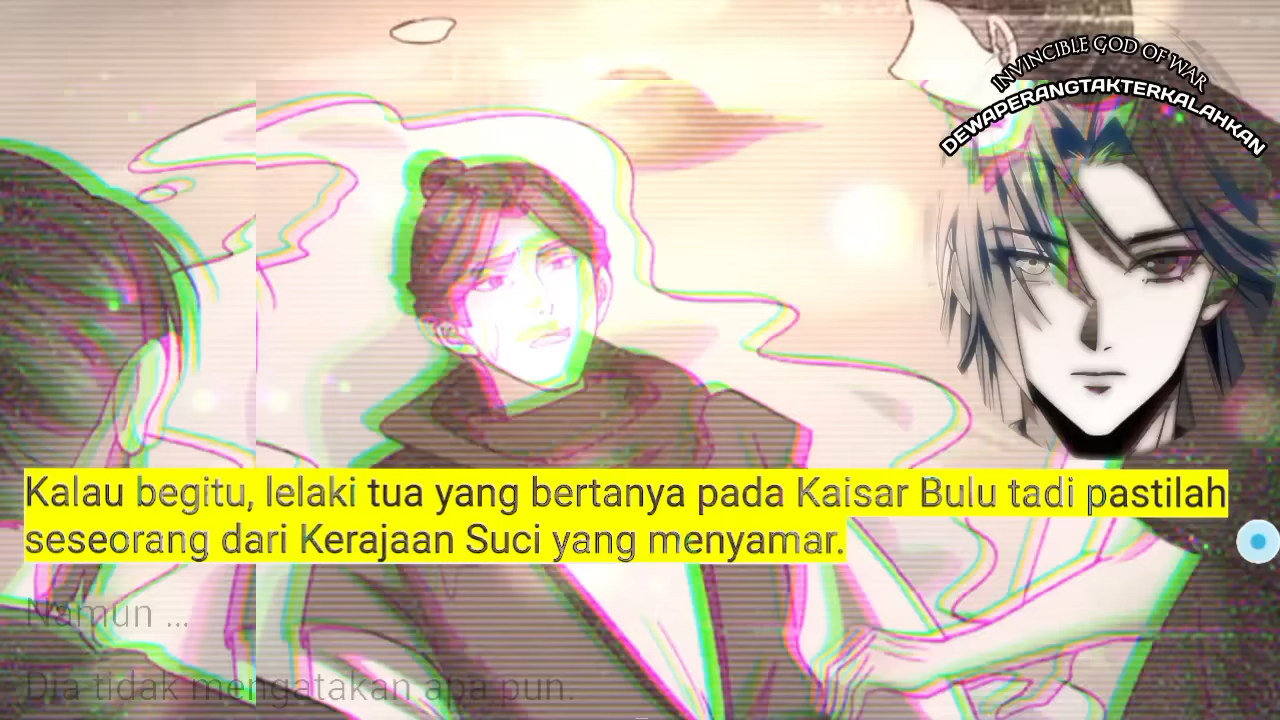 INVINCIBLE GOD OF WAR
DEWAPERANGTAKTERKALAHKAN
Kalau begitu, lelaki tua yang bertanya pada Kaisar Bulu tadi pastilah
seseorang dari Kerajaan Suci yang menyamar.
Namun ...
Dia tidak mengatakan apa pun.